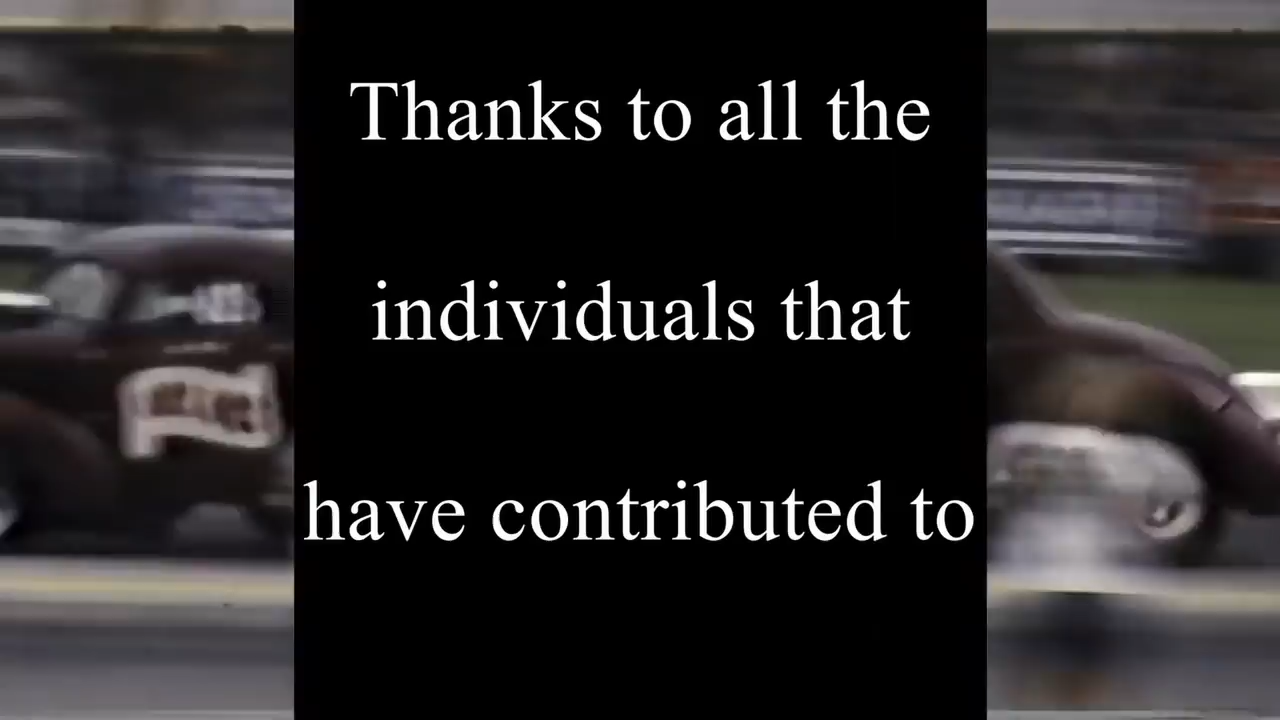 Thanks to all the
individuals that
have contributed to